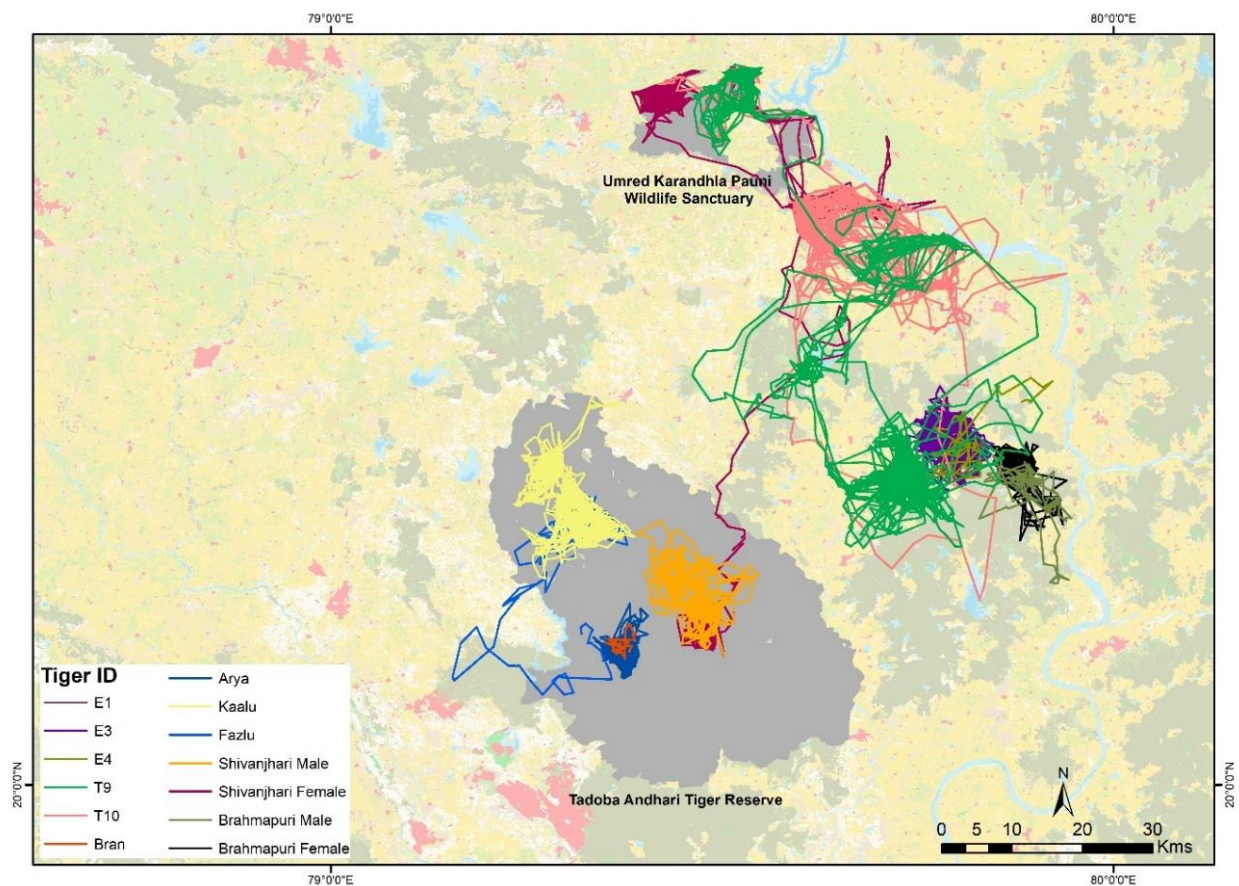 79°0'0"E
80°0'0"E
Umred Karandhla Pauni
Wildlife Sanctuary
Tiger ID
E1
E3
E4
T9
T10
Bran
Arya
Kaalu
Fazlu
Shivanjhari Male
Shivanjhari Female
Brahmapuri Male
Brahmapuri Female
Tadoba Andhari Tiger Reserve
N
0 5 10 20 30
Kms
20°0'0"N
20°0'0"N
79°0'0"E
80°0'0"E